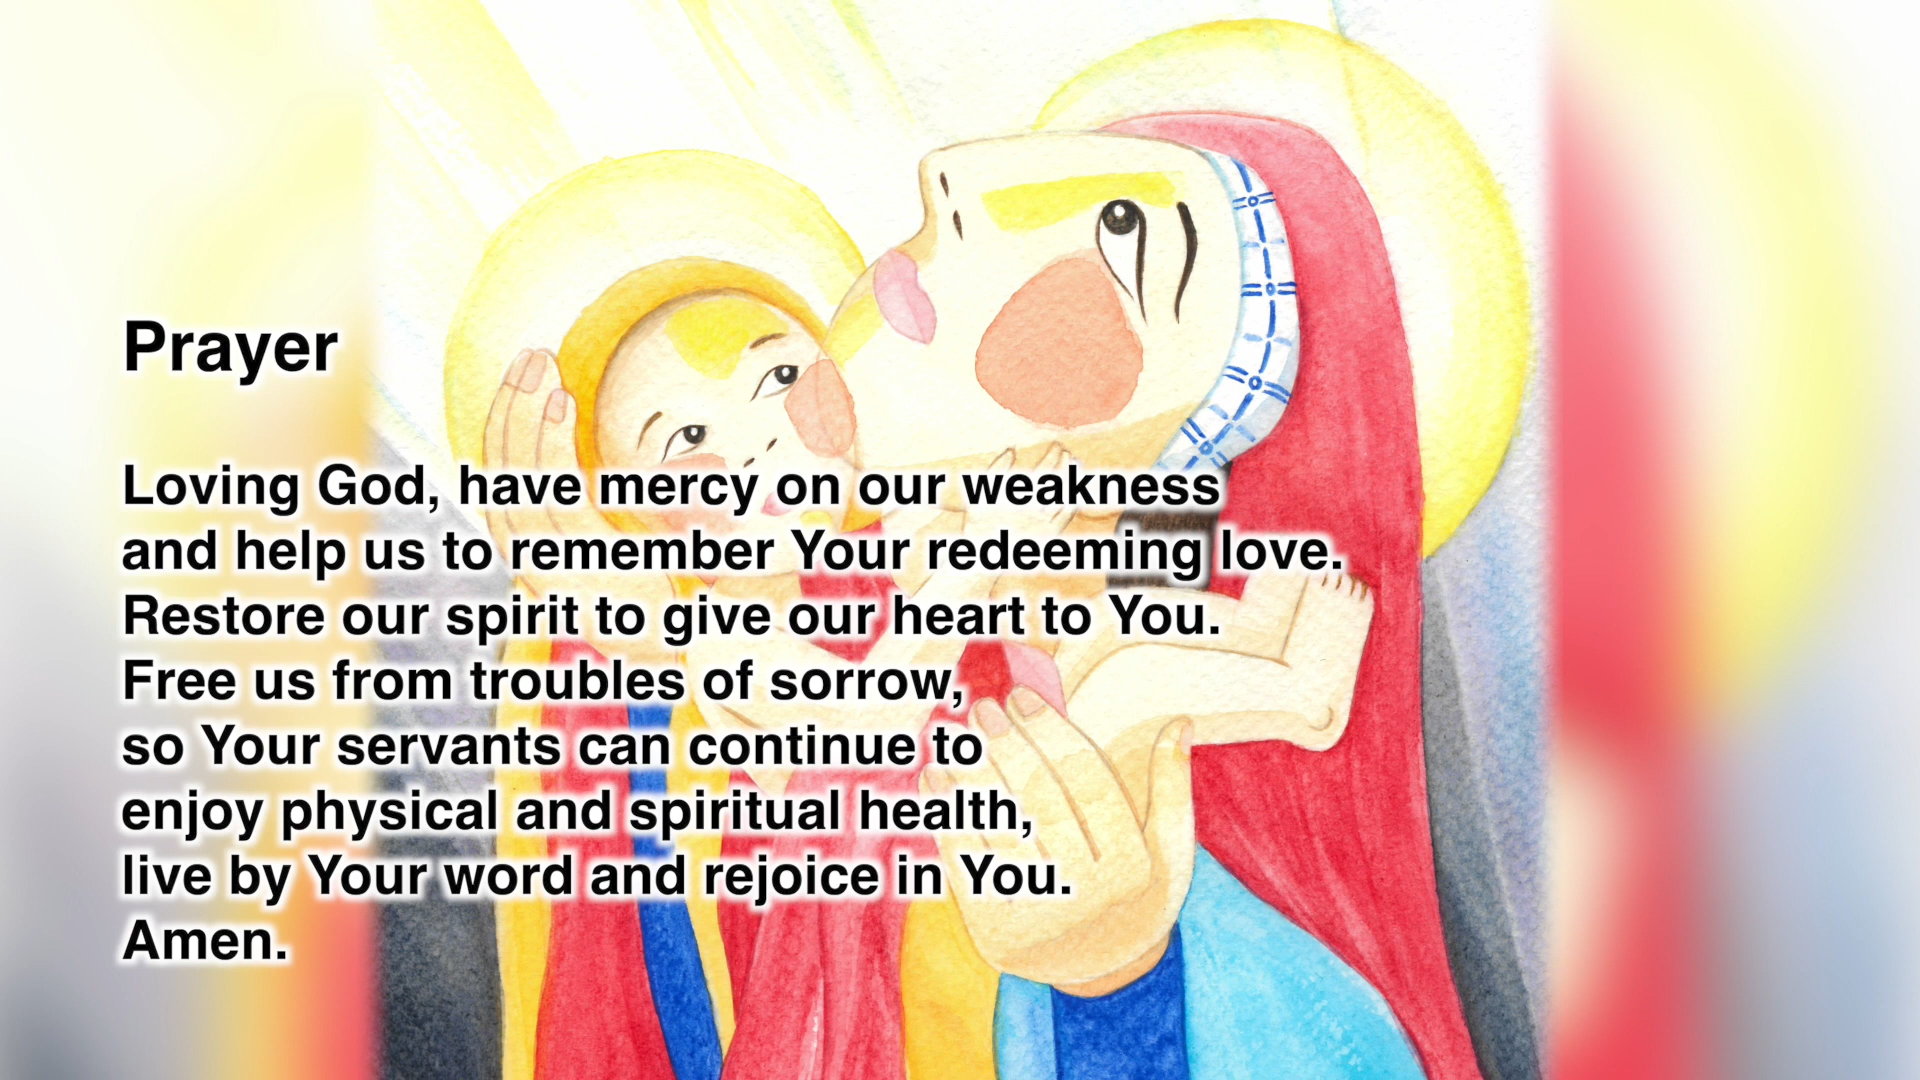 Prayer
Loving God, have mercy on our weakness
and help us to remember Your redeeming love.
Restore our spirit to give our heart to You.
Free us from troubles of sorrow,
so Your servants can continue to
enjoy physical and spiritual health,
live by Your word and rejoice in You.
Amen.